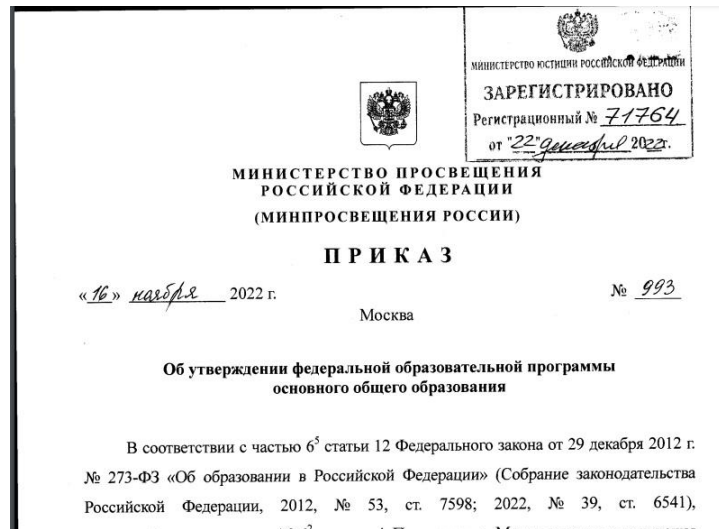 МИНИСТЕРСТВО ЮСТИЦИИ РОССИЙСКОЙ ФЕДЕРАЦИИ
ЗАРЕГИСТРИРОВАНО
Регистрационный № 71764
от "22" декабря 2022г.
МИНИСТЕРСТВО ПРОСВЕЩЕНИЯ
РОССИЙСКОЙ ФЕДЕРАЦИИ
(МИНПРОСВЕЩЕНИЯ РОССИИ)
ПРИКАЗ
«16» ноября 2022 г. № 993
Москва
Об утверждении федеральной образовательной программы
основного общего образования
В соответствии с частью 6⁵ статьи 12 Федерального закона от 29 декабря 2012 г.
№ 273-ФЗ «Об образовании в Российской Федерации» (Собрание законодательства
Российской Федерации, 2012, № 53, ст. 7598; 2022, № 39, ст. 6541),